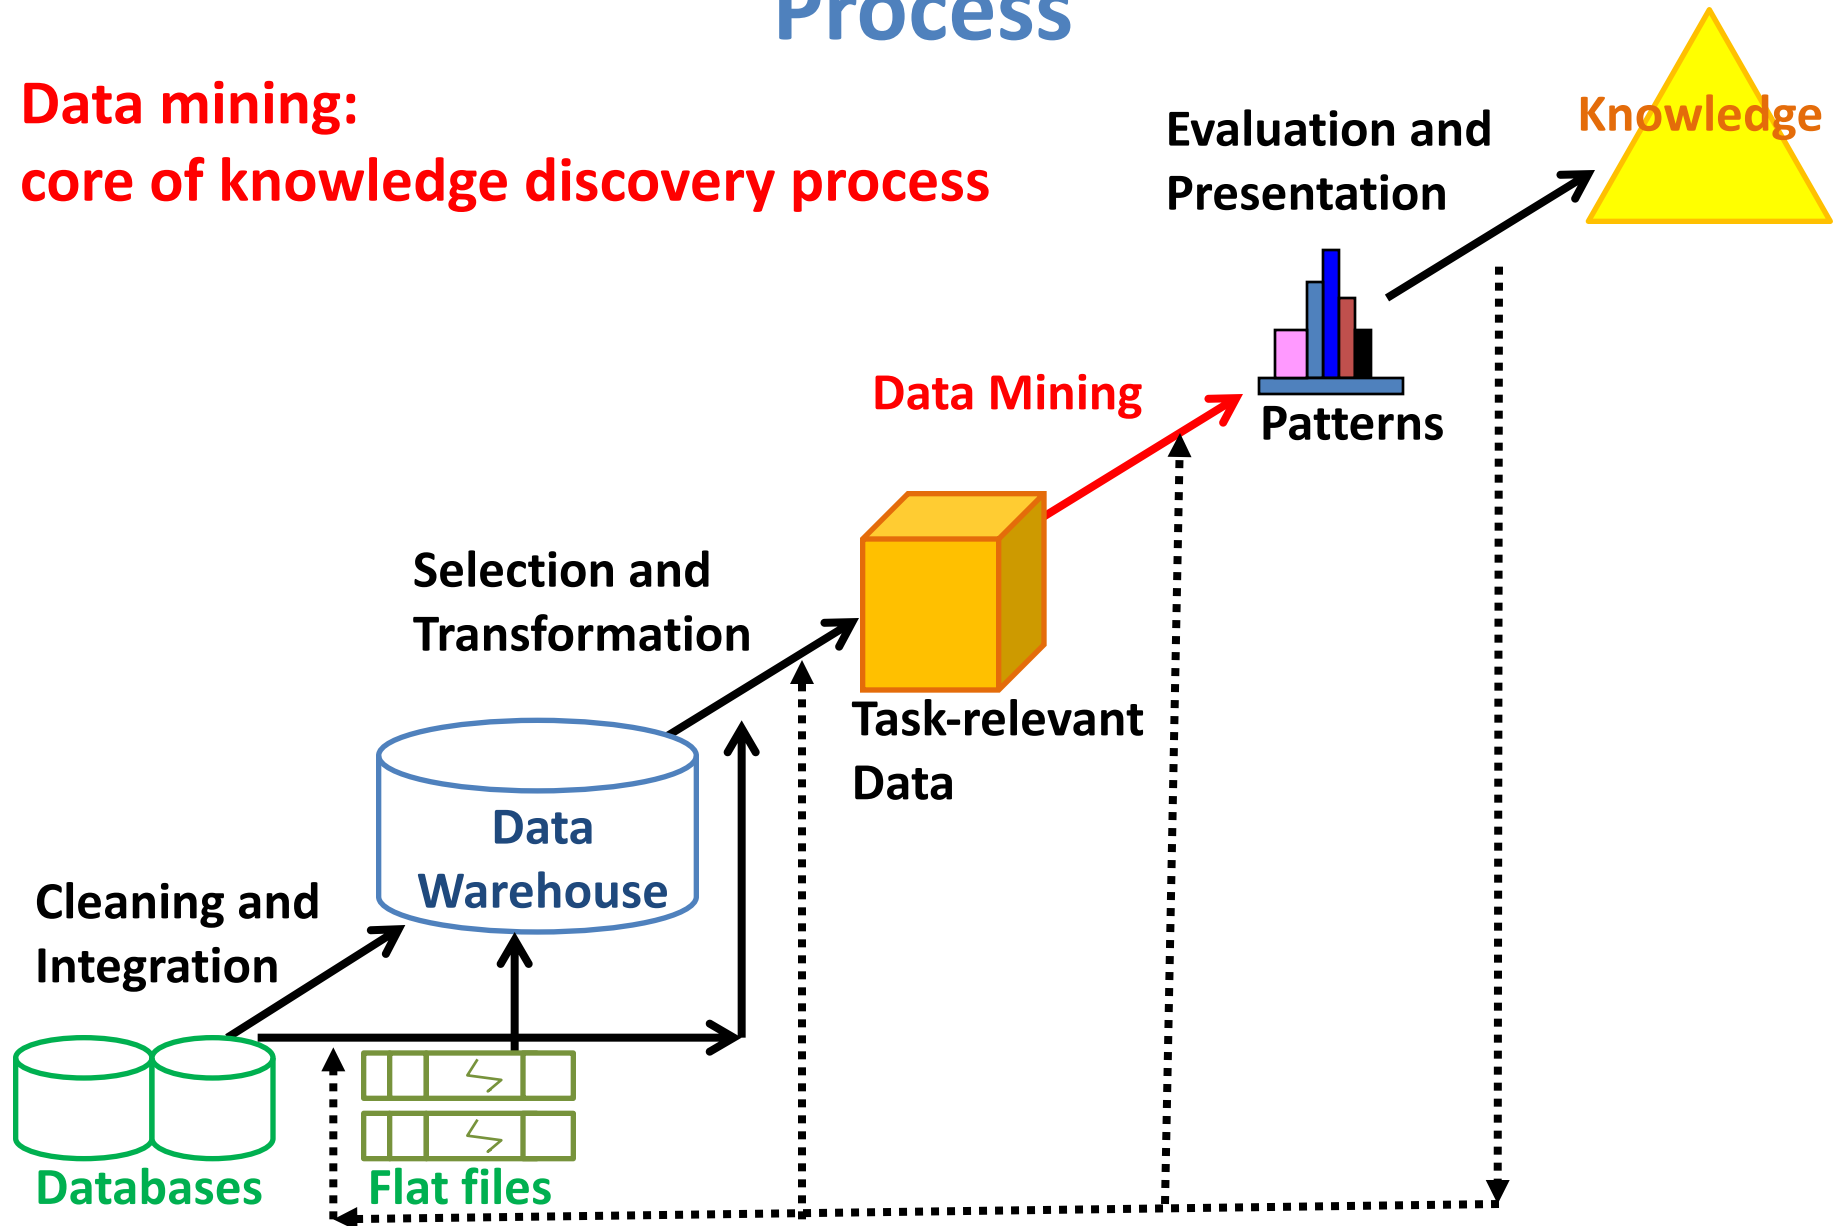 Process
Data mining:
core of knowledge discovery process
Knowledge
Evaluation and
Presentation
Data Mining
Patterns
Selection and
Transformation
Task-relevant
Data
Data
Warehouse
Cleaning and
Integration
Databases
Flat files